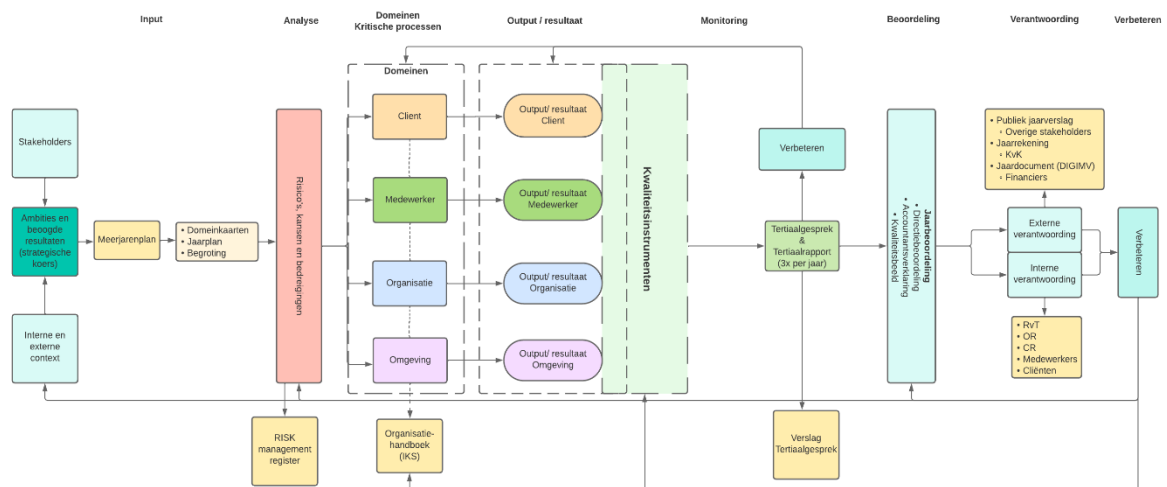 Input
Analyse
Domeinen
Kritische processen
Output / resultaat
Monitoring
Beoordeling
Verantwoording
Verbeteren
Stakeholders
Ambities en
beoogde
resultaten
(strategische
koers)
Interne en
externe
context
Meerjarenplan
• Domeinkaarten
• Jaarplan
• Begroting
Risico's, kansen en bedreigingen
RISK
management
register
Domeinen
Client
Medewerker
Organisatie
Omgeving
Organisatie-
handboek
(IKS)
Output/ resultaat
Client
Output/ resultaat
Medewerker
Output/ resultaat
Organisatie
Output/ resultaat
Omgeving
Kwaliteitsinstrumenten
Verbeteren
Tertiaalgesprek
&
Tertiaalrapport
(3x per jaar)
Verslag
Tertiaalgesprek
Jaarbeoordeling
• Directiebeoordeling
• Accountantsverklaring
• Kwaliteitsbeeld
• Publiek jaarverslag
◦ Overige stakeholders
• Jaarrekening
◦ KvK
• Jaardocument (DIGIMV)
◦ Financiers
Externe
verantwoording
Interne
verantwoording
• RvT
• OR
• CR
• Medewerkers
• Cliënten
Verbeteren